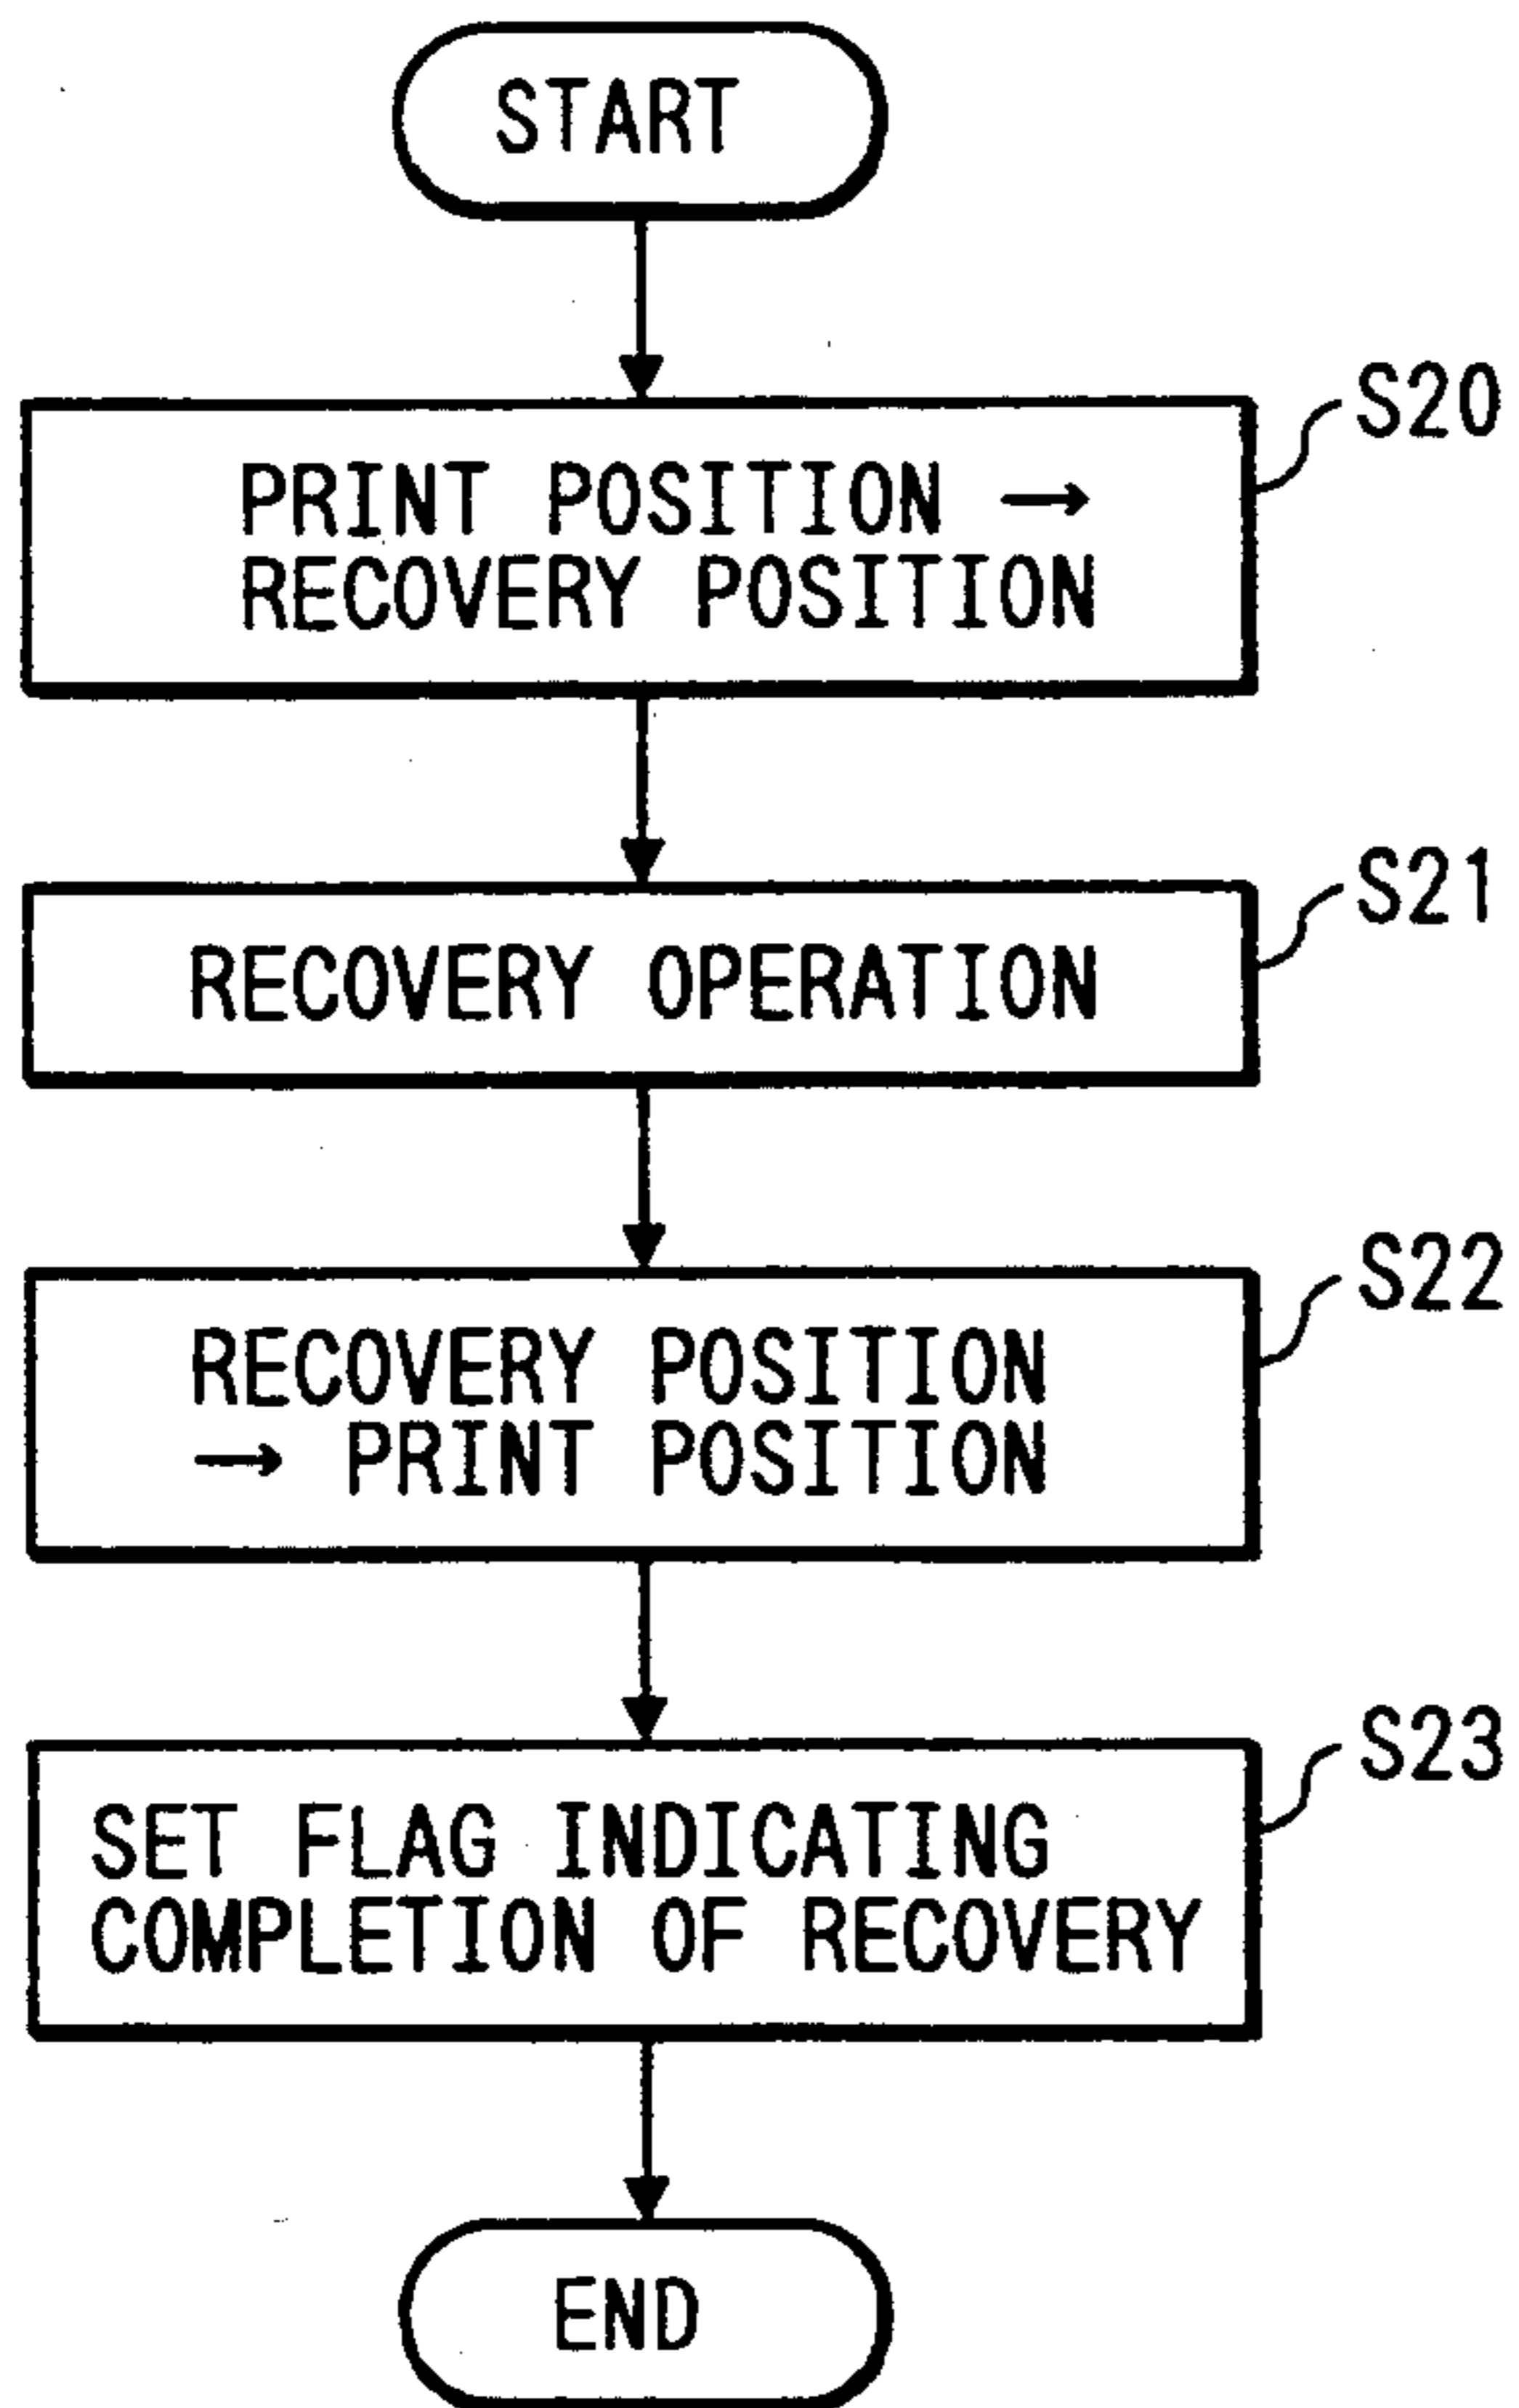 START
S20
PRINT POSITION →
RECOVERY POSITION
S21
RECOVERY OPERATION
S22
RECOVERY POSITION
→ PRINT POSITION
S23
SET FLAG INDICATING
COMPLETION OF RECOVERY
END